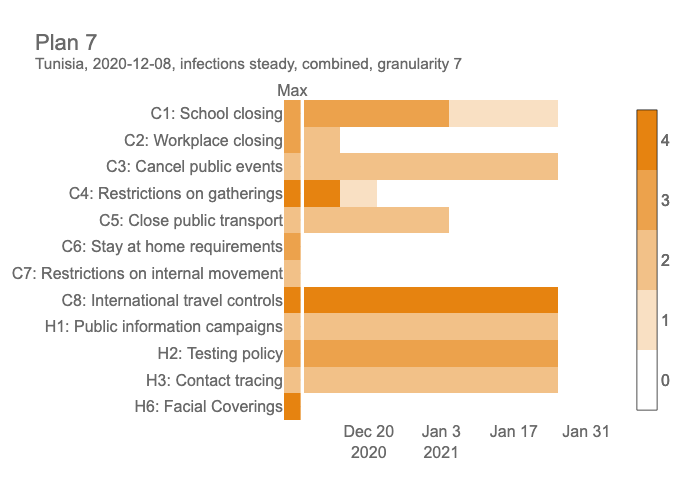 Plan 7
Tunisia, 2020-12-08, infections steady, combined, granularity 7
Max
C1: School closing
C2: Workplace closing
C3: Cancel public events
C4: Restrictions on gatherings
C5: Close public transport
C6: Stay at home requirements
C7: Restrictions on internal movement
C8: International travel controls
H1: Public information campaigns
H2: Testing policy
H3: Contact tracing
H6: Facial Coverings
4
3
2
1
0
Dec 20 Jan 3 Jan 17 Jan 31
2020 2021